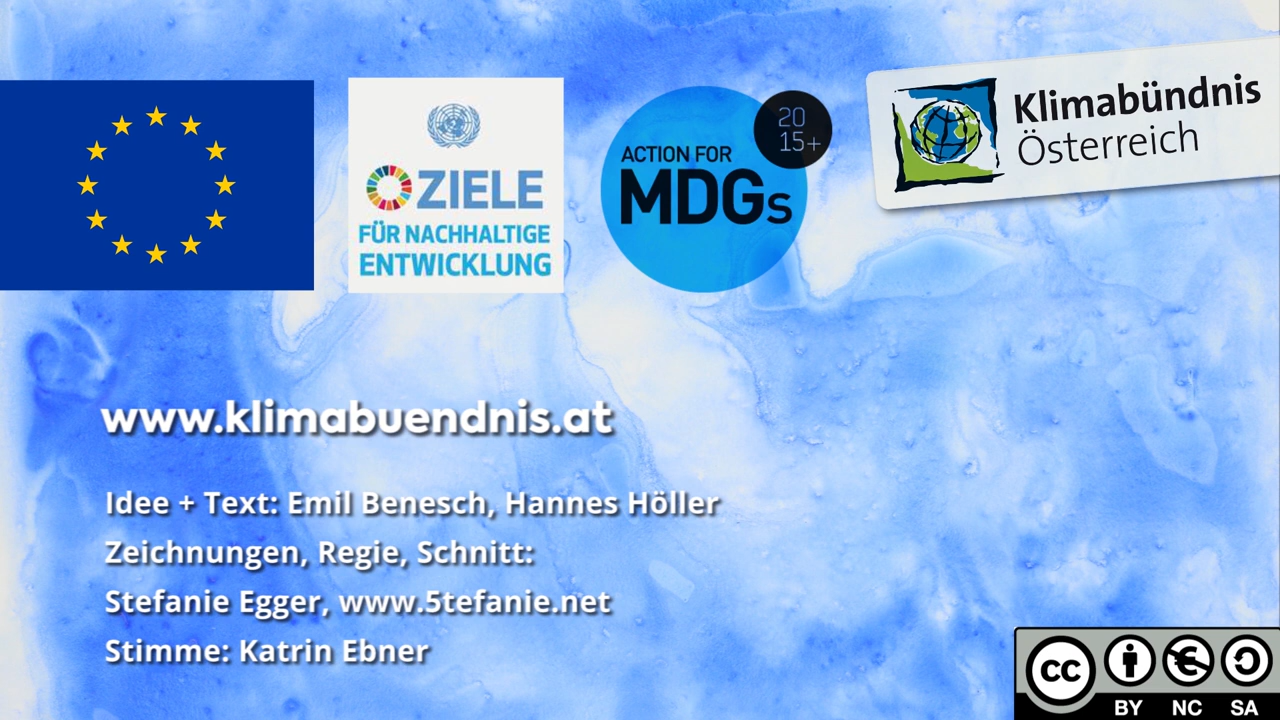 ZIELE
FÜR NACHHALTIGE
ENTWICKLUNG
ACTION FOR
MDGs
20
15+
Klimabündnis
Österreich
www.klimabuendnis.at
Idee + Text: Emil Benesch, Hannes Höller
Zeichnungen, Regie, Schnitt:
Stefanie Egger, www.5tefanie.net
Stimme: Katrin Ebner
cc
BY NC SA